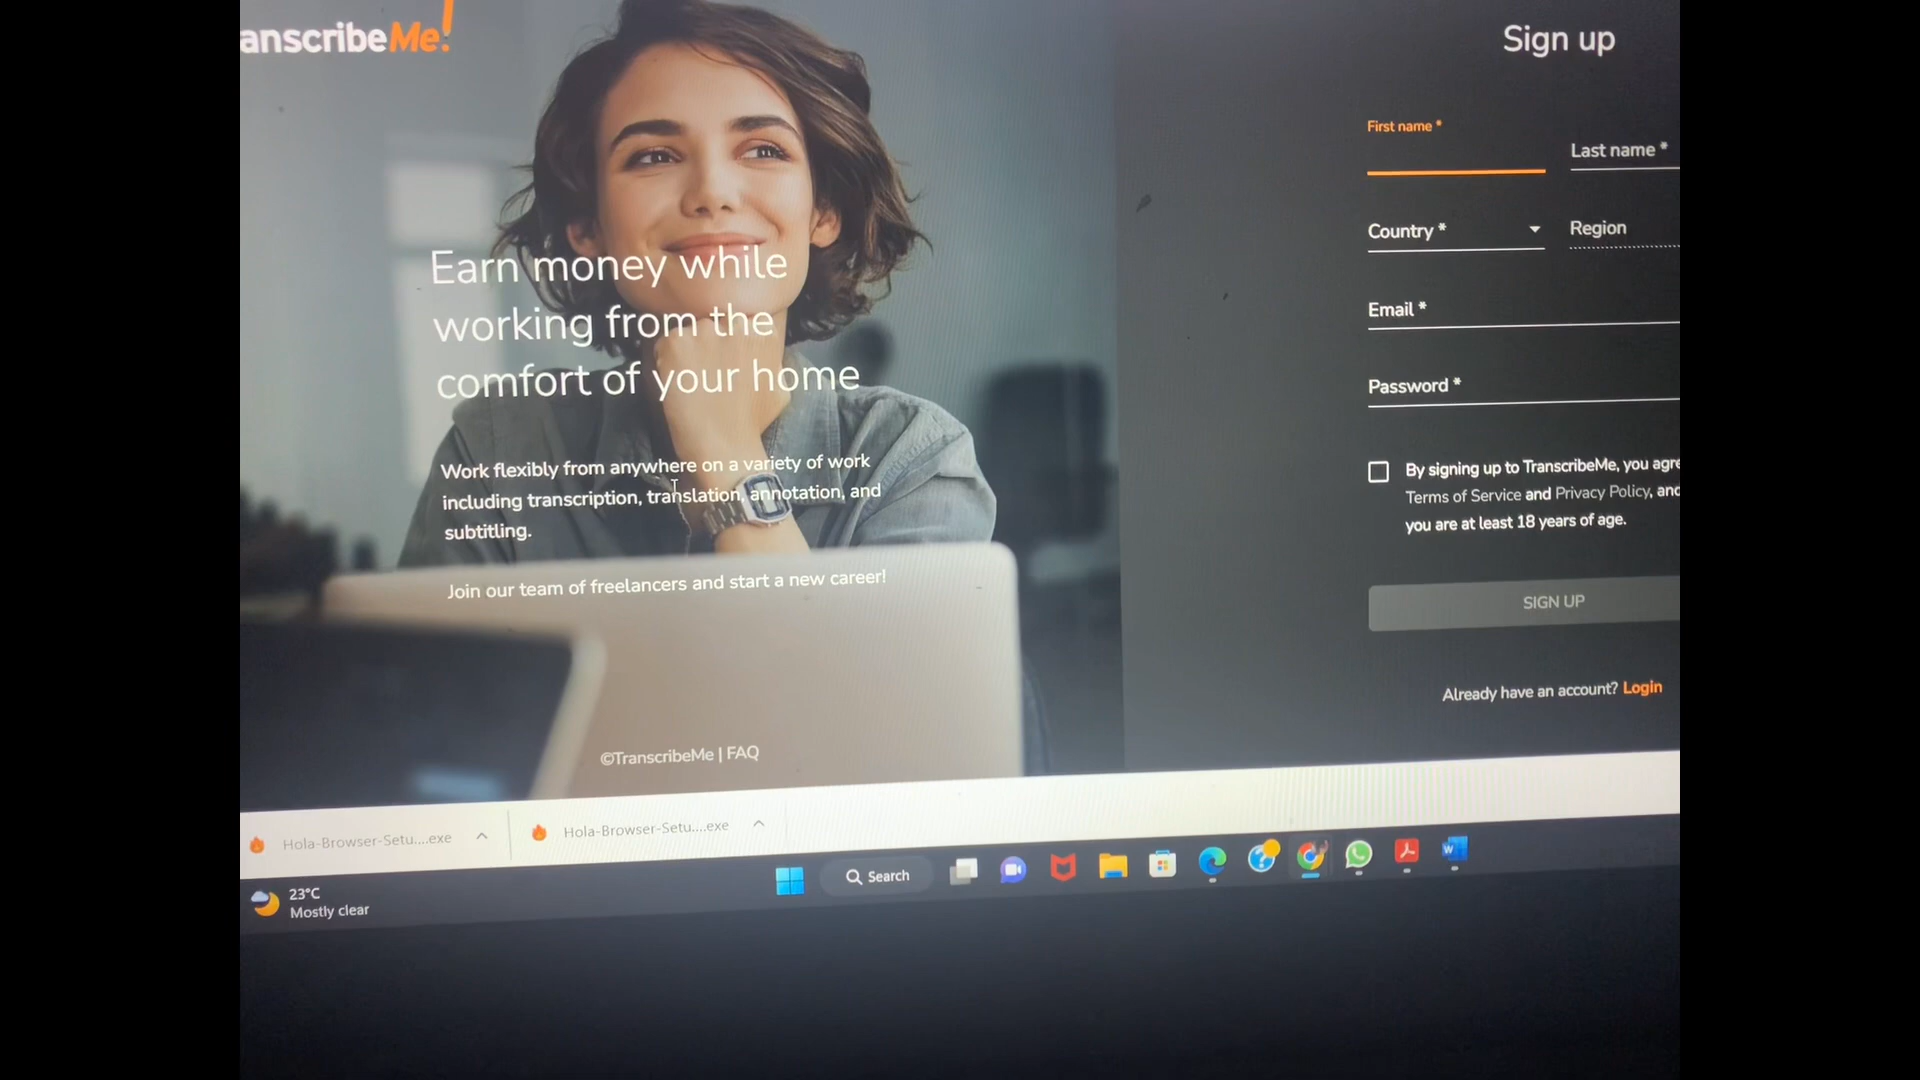 anscribeMe!
Earn money while
working from the
comfort of your home
Work flexibly from anywhere on a variety of work
including transcription, translation, annotation, and
subtitling.
Join our team of freelancers and start a new career!
©TranscribeMe | FAQ
Sign up
First name *
Last name *
Country *
Region
Email *
Password *
By signing up to TranscribeMe, you agre
Terms of Service and Privacy Policy, and
you are at least 18 years of age.
SIGN UP
Already have an account? Login
Hola-Browser-Setu....exe
Hola-Browser-Setu....exe
23°C
Mostly clear
Search